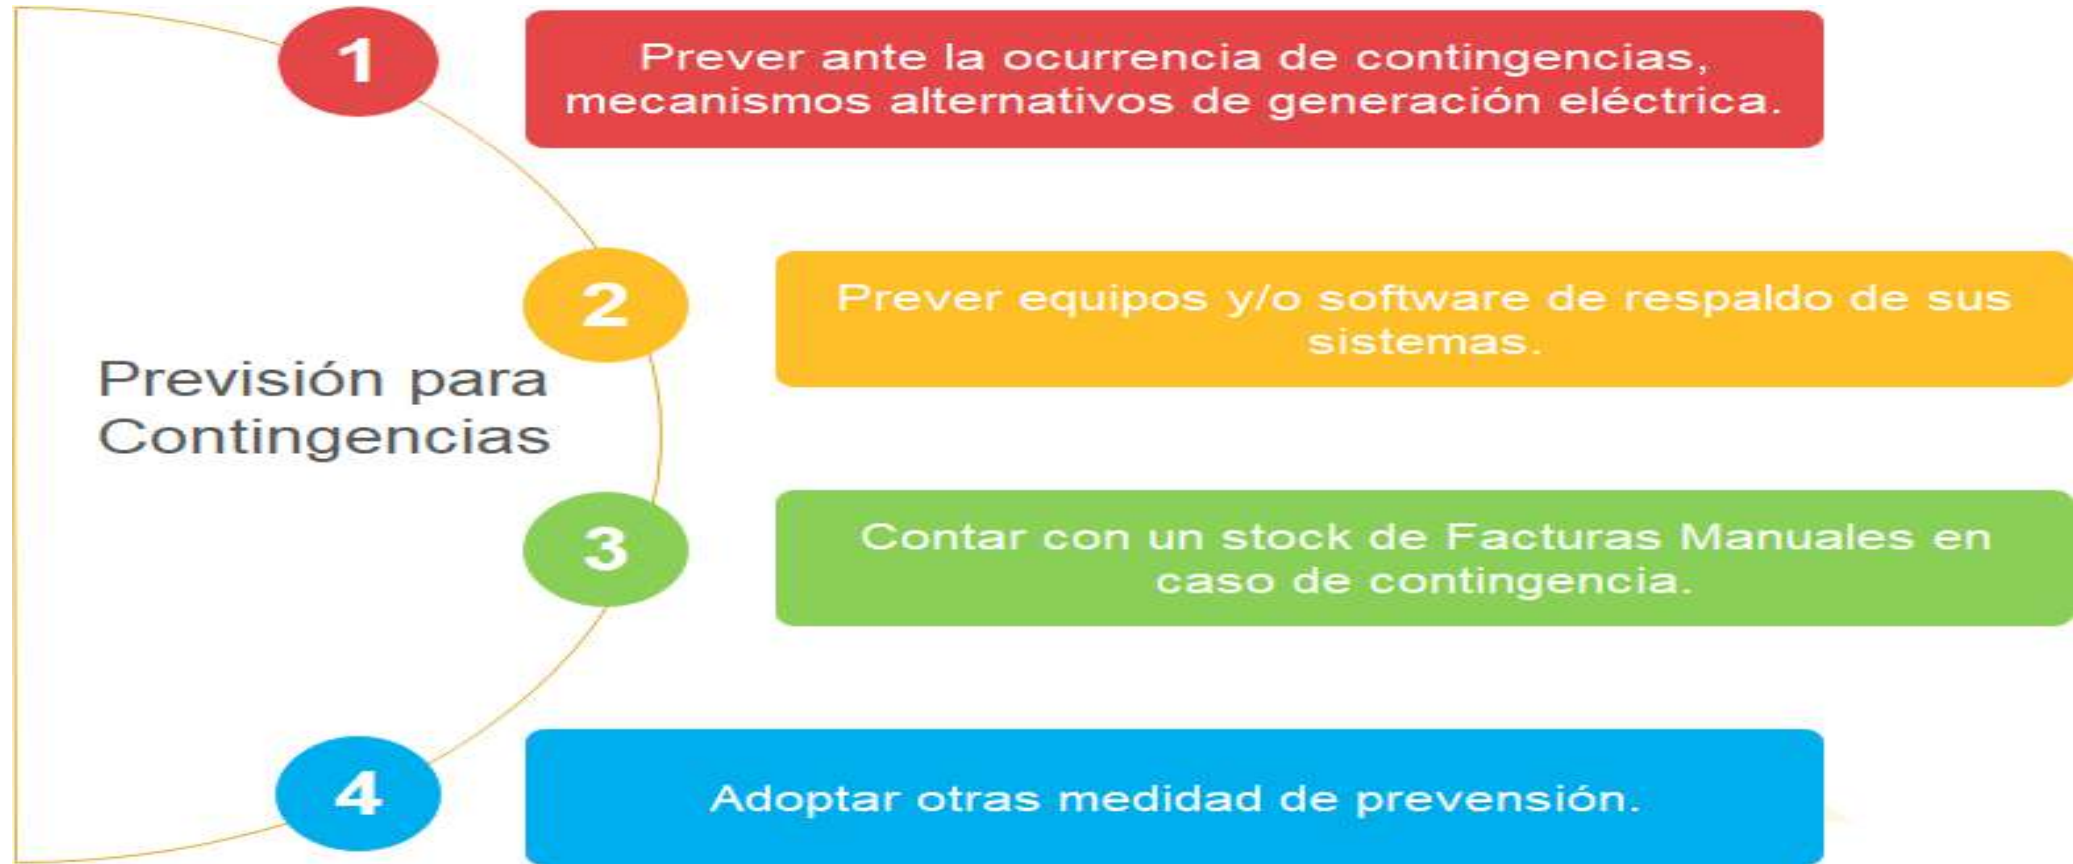 Previsión para
Contingencias
1
Prever ante la ocurrencia de contingencias,
mecanismos alternativos de generación eléctrica.
2
Prever equipos y/o software de respaldo de sus
sistemas.
3
Contar con un stock de Facturas Manuales en
caso de contingencia.
4
Adoptar otras medidad de prevensión.